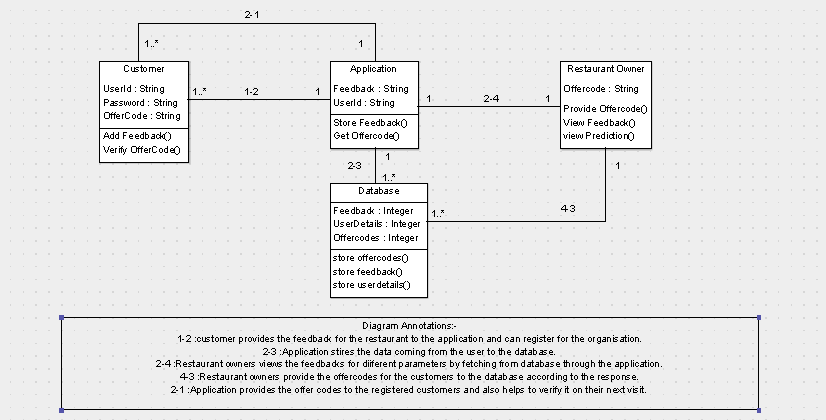 2-1
1..*
1
Customer
UserId : String
Password : String
OfferCode : String
Add Feedback()
Verify OfferCode()
1..*
1-2
1
Application
Feedback : String
UserId : String
Store Feedback()
Get Offercode()
1
2-4
1
Restaurant Owner
Offercode : String
Provide Offercode()
View Feedback()
view Prediction()
2-3
1
1..*
1
Database
Feedback : Integer
UserDetails : Integer
Offercodes : Integer
store offercodes()
store feedback()
store userdetails()
1..*
4-3
Diagram Annotations:-
1-2 :customer provides the feedback for the restaurant to the application and can register for the organisation.
2-3 :Application stires the data coming from the user to the database.
2-4 :Restaurant owners views the feedbacks for diiferent parameters by fetching from database through the application.
4-3 :Restaurant owners provide the offercodes for the customers to the database according to the response.
2-1 :Application provides the offer codes to the registered customers and also helps to verify it on their next visit.